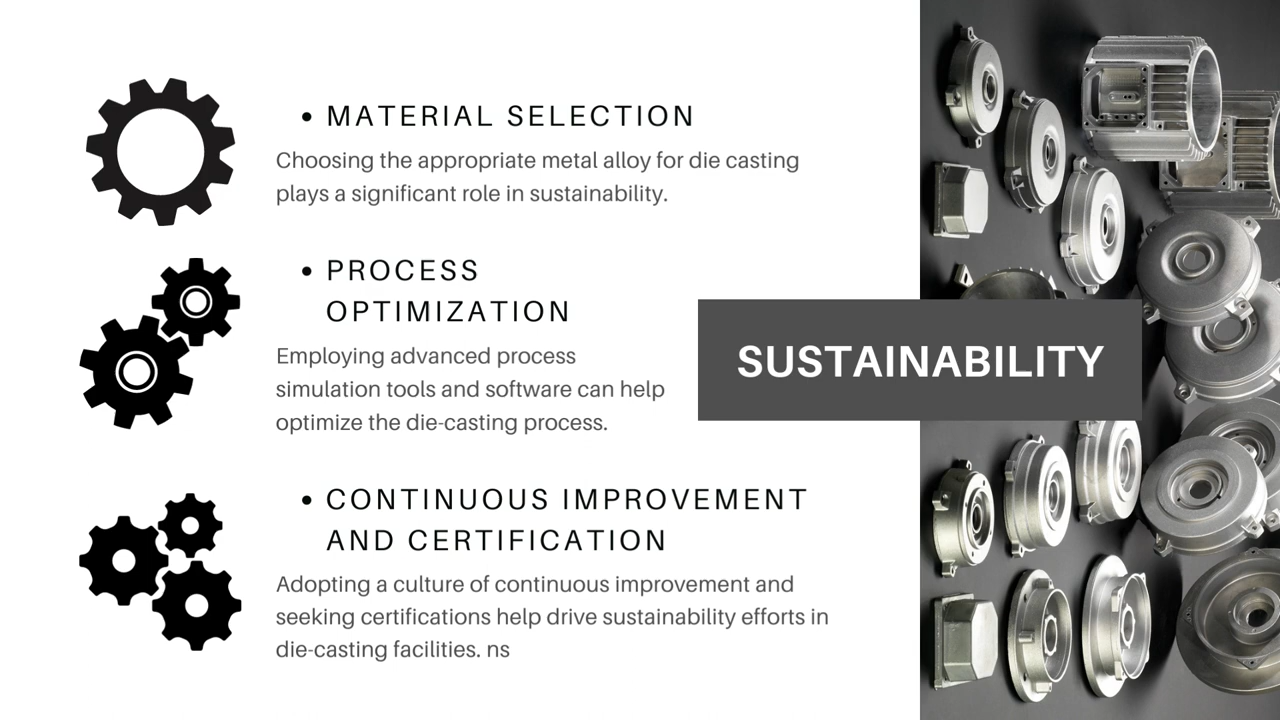 • MATERIAL SELECTION
Choosing the appropriate metal alloy for die casting
plays a significant role in sustainability.
• PROCESS
OPTIMIZATION
Employing advanced process
simulation tools and software can help
optimize the die-casting process.
SUSTAINABILITY
• CONTINUOUS IMPROVEMENT
AND CERTIFICATION
Adopting a culture of continuous improvement and
seeking certifications help drive sustainability efforts in
die-casting facilities. ns